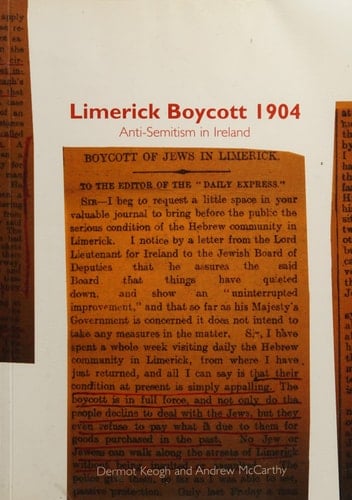 Limerick Boycott 1904
Anti-Semitism in Ireland
BOYCOTT OF JEWS IN LIMERICK.
TO THE EDITOR OF THE "DAILY EXPRESS."
SIR—I beg to request a little space in your
valuable journal to bring before the public the
serious condition of the Hebrew community in
Limerick. I notice by a letter from the Lord
Lieutenant for Ireland to the Jewish Board of
Deputies that he assures the said
Board that things have quieted
down, and show an "uninterrupted
improvement," and that so far as his Majesty's
Government is concerned it does not intend to
take any measures in the matter. S.., I have
spent a whole week visiting daily the Hebrew
community in Limerick, from where I have
just returned, and all I can say is that their
condition at present is simply appalling. The
boycott is in full force, and not only do the
people decline to deal with the Jews, but they
even refuse to pay what is due to them for
goods purchased in the past. No Jew or
Jewess can walk along the streets of Limerick
Dermot Keogh and Andrew McCarthy